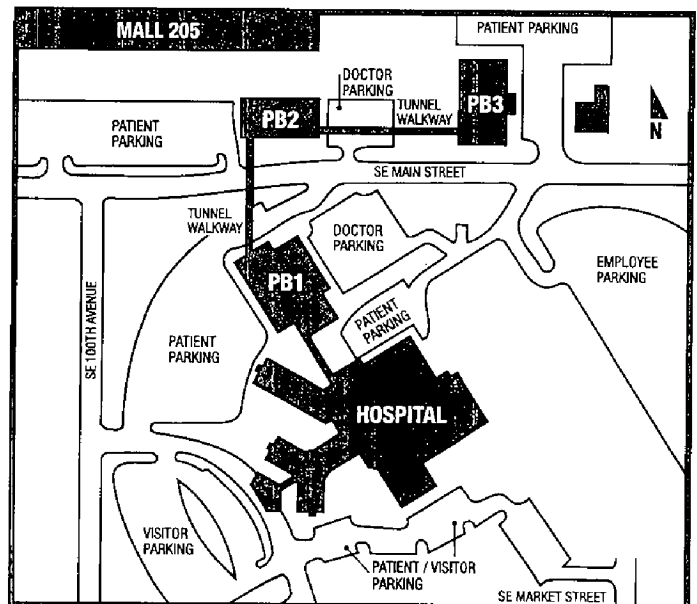 MALL 205
PATIENT PARKING
DOCTOR
PARKING
PB2
TUNNEL
WALKWAY
PB3
PATIENT
PARKING
N
SE MAIN STREET
TUNNEL
WALKWAY
DOCTOR
PARKING
PB1
EMPLOYEE
PARKING
SE 100TH AVENUE
PATIENT
PARKING
PATIENT
PARKING
HOSPITAL
VISITOR
PARKING
PATIENT / VISITOR
PARKING
SE MARKET STREET